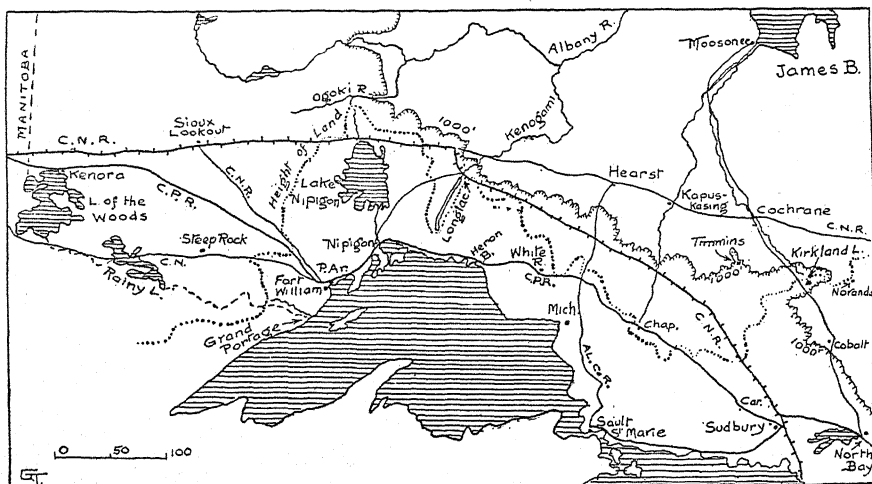 Albany R.
Moosonee
James B.
MANITOBA
Ogoki R.
1000'
Kenogami
Sioux
Lookout
C.N.R.
Height of Land
C.N.R.
Hearst
Kenora
C.P.R.
Lake
Nipigon
Longlac
Kapus-
kasing
Cochrane
C.N.R.
L. of the
Woods
Steep Rock
Nipigon
Heron
B.
White
R.
Timmins
1000'
Kirkland L.
Noranda
C.N.
P.Ar.
C.P.R.
Rainy L.
Fort
William
Grand
Portage
Mich.
Chap.
C.N.R.
1000'
Cobalt
AL.C.R.
Car.
Sault
St Marie
Sudbury
North
Bay
0 50 100
GT.